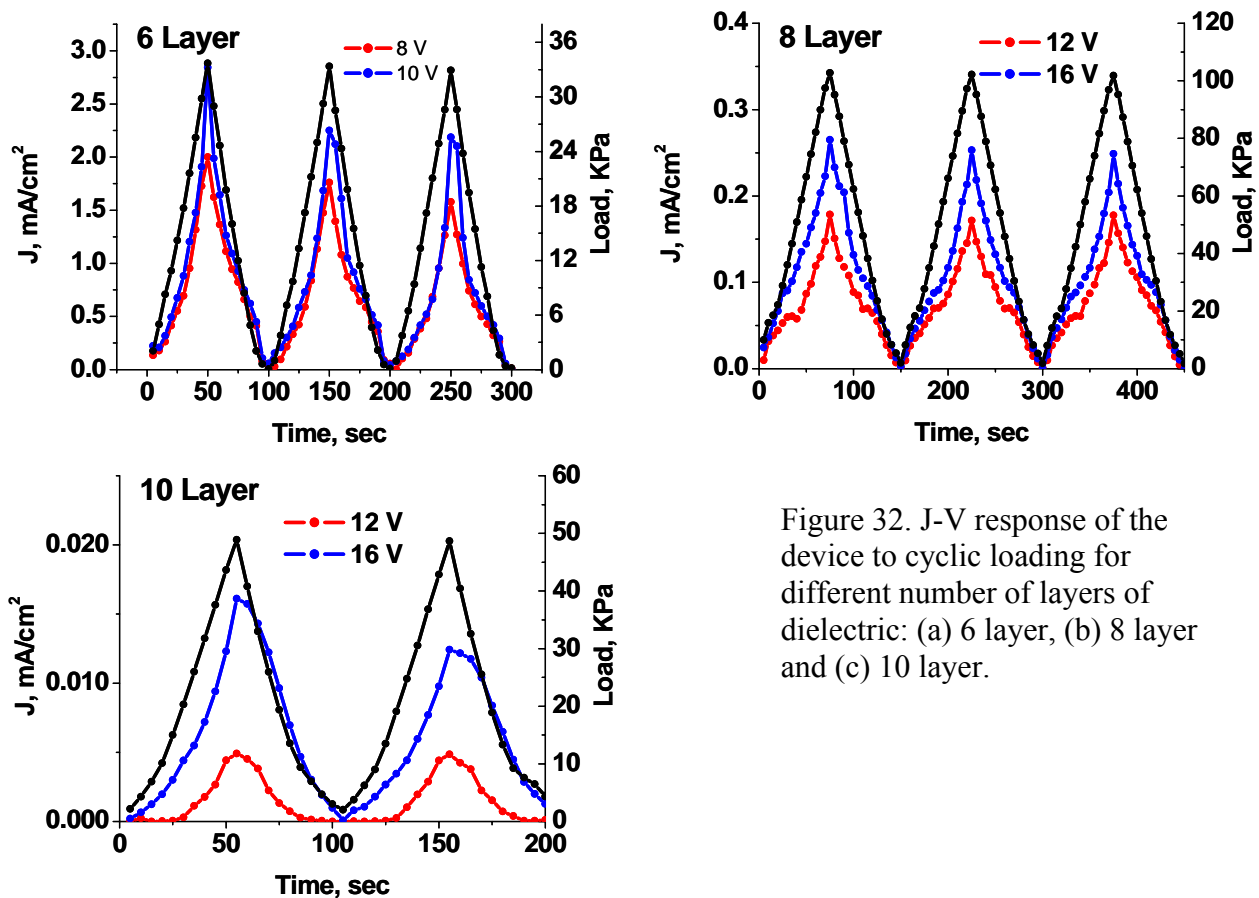 6 Layer
8 V
10 V
3.0
2.5
2.0
1.5
1.0
0.5
0.0
J, mA/cm²
36
30
24
18
12
6
0
Load, KPa
0 50 100 150 200 250 300
Time, sec
8 Layer
12 V
16 V
0.4
0.3
0.2
0.1
0.0
J, mA/cm²
120
100
80
60
40
20
0
Load, KPa
0 100 200 300 400
Time, sec
10 Layer
12 V
16 V
0.020
0.010
0.000
J, mA/cm²
60
50
40
30
20
10
0
Load, KPa
0 50 100 150 200
Time, sec
Figure 32. J-V response of the
device to cyclic loading for
different number of layers of
dielectric: (a) 6 layer, (b) 8 layer
and (c) 10 layer.